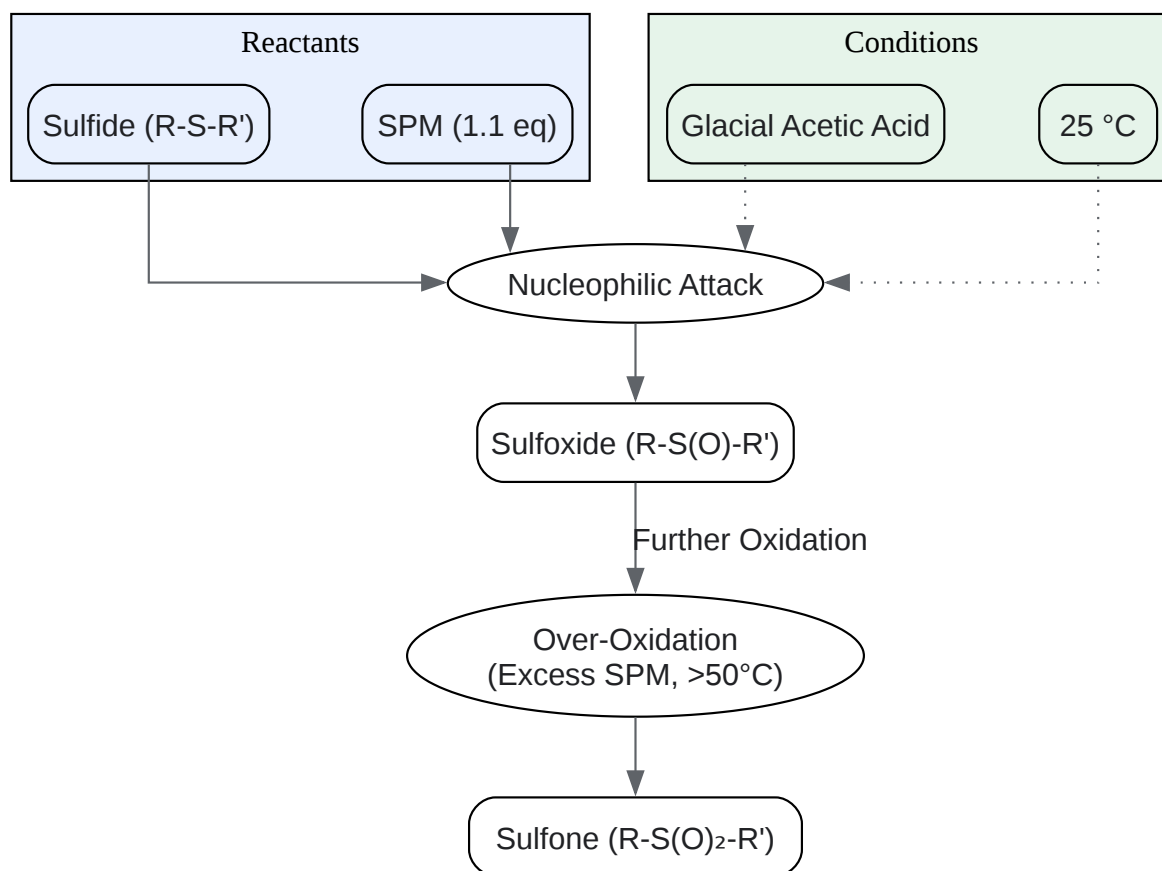 Reactants
Conditions
Sulfide (R-S-R')
SPM (1.1 eq)
Glacial Acetic Acid
25 °C
Nucleophilic Attack
Sulfoxide (R-S(O)-R')
Further Oxidation
Over-Oxidation
(Excess SPM, >50°C)
Sulfone (R-S(O)₂-R')